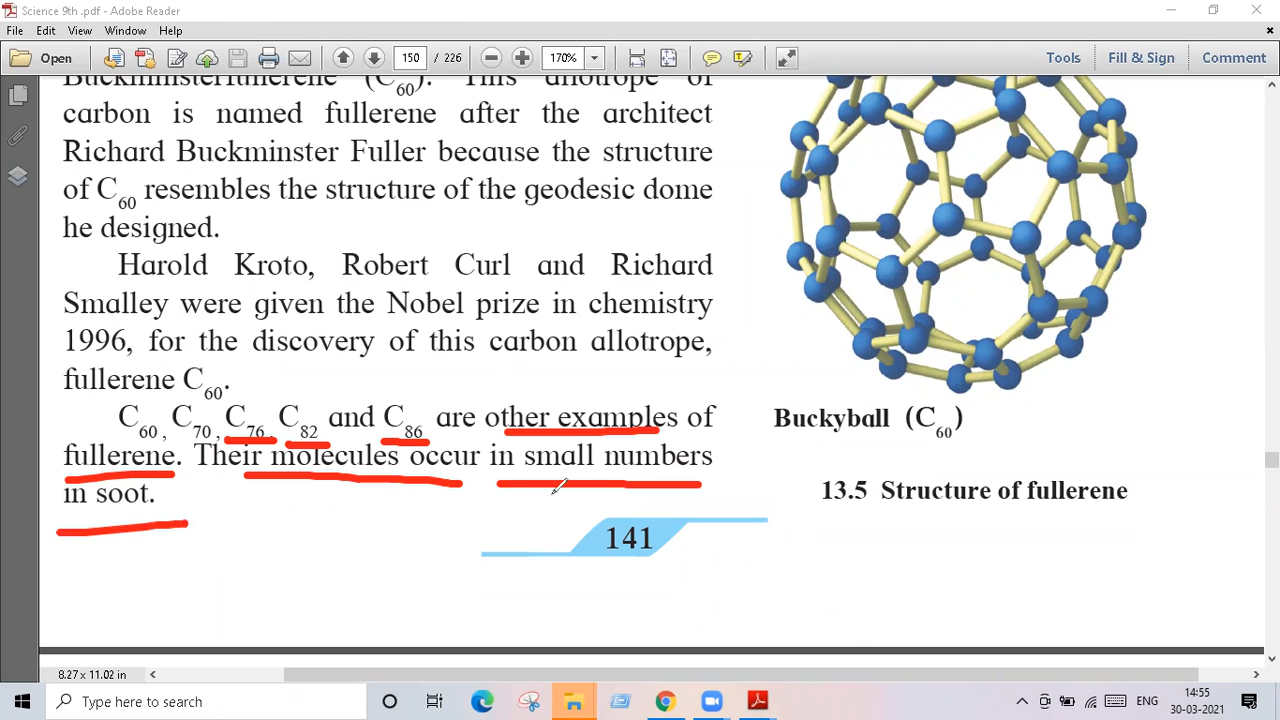 Science 9th .pdf - Adobe Reader
File Edit View Window Help
Open 150 / 226 170% Tools Fill & Sign Comment
Buckminsterfullerene (C60). This allotrope of
carbon is named fullerene after the architect
Richard Buckminster Fuller because the structure
of C60 resembles the structure of the geodesic dome
he designed.
Harold Kroto, Robert Curl and Richard
Smalley were given the Nobel prize in chemistry
1996, for the discovery of this carbon allotrope,
fullerene C60.
C60, C70, C76, C82 and C86 are other examples of
fullerene. Their molecules occur in small numbers
in soot.
Buckyball (C60)
13.5 Structure of fullerene
141
8.27 x 11.02 in
Type here to search
ENG
14:55
30-03-2021